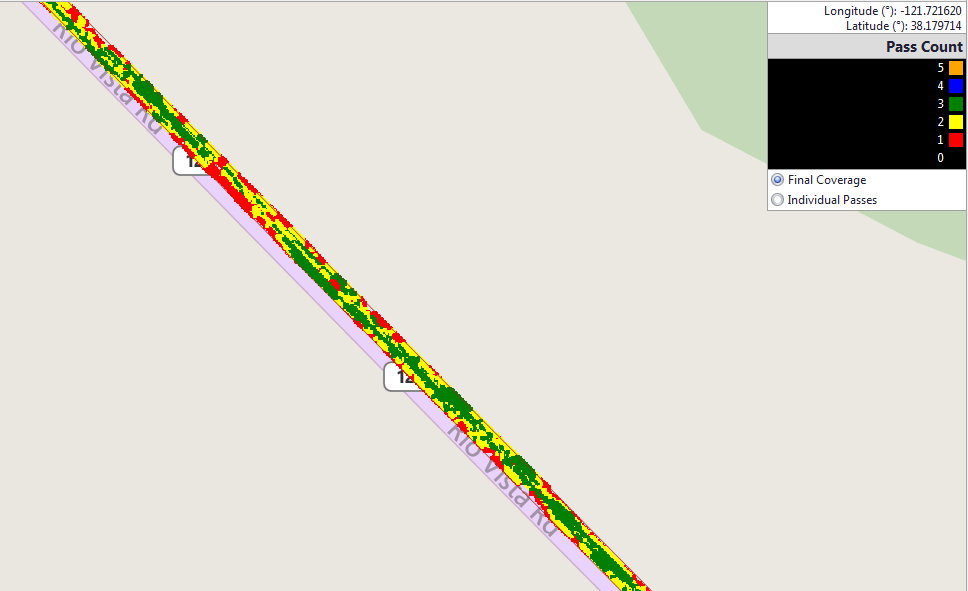 Longitude (°): -121.721620
Latitude (°): 38.179714
Pass Count
5
4
3
2
1
0
Final Coverage
Individual Passes
Rio Vista Rd
12
12
Rio Vista Rd